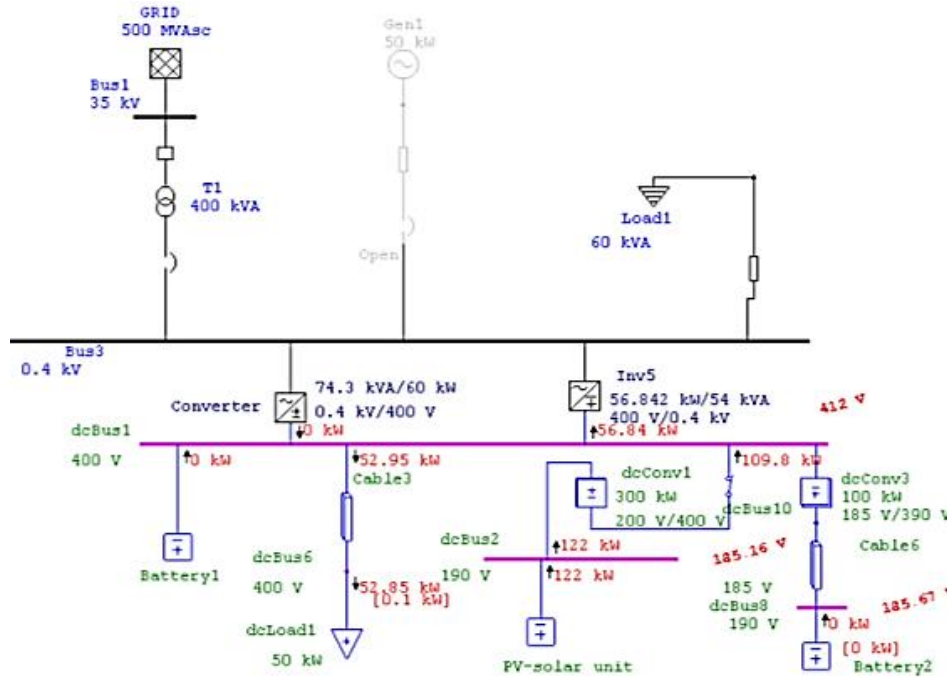 GRID
500 MVAsc
Bus1
35 kV
T1
400 kVA
Gen1
50 kW
Open
Load1
60 kVA
Bus3
0.4 kV
Converter
74.3 kVA/60 kW
0.4 kV/400 V
0 kW
Inv5
56.842 kW/54 kVA
400 V/0.4 kV
56.84 kW
412 V
dcBus1
400 V
0 kW
Battery1
52.95 kW
Cable3
dcBus6
400 V
52.85 kW
[0.1 kW]
dcLoad1
50 kW
dcConv1
300 kW
200 V/400 V
dcBus2
190 V
122 kW
122 kW
PV-solar unit
109.8 kW
dcBus10
185.16 V
185 V
dcConv3
100 kW
185 V/390 V
Cable6
185.67 V
dcBus8
190 V
0 kW
[0 kW]
Battery2